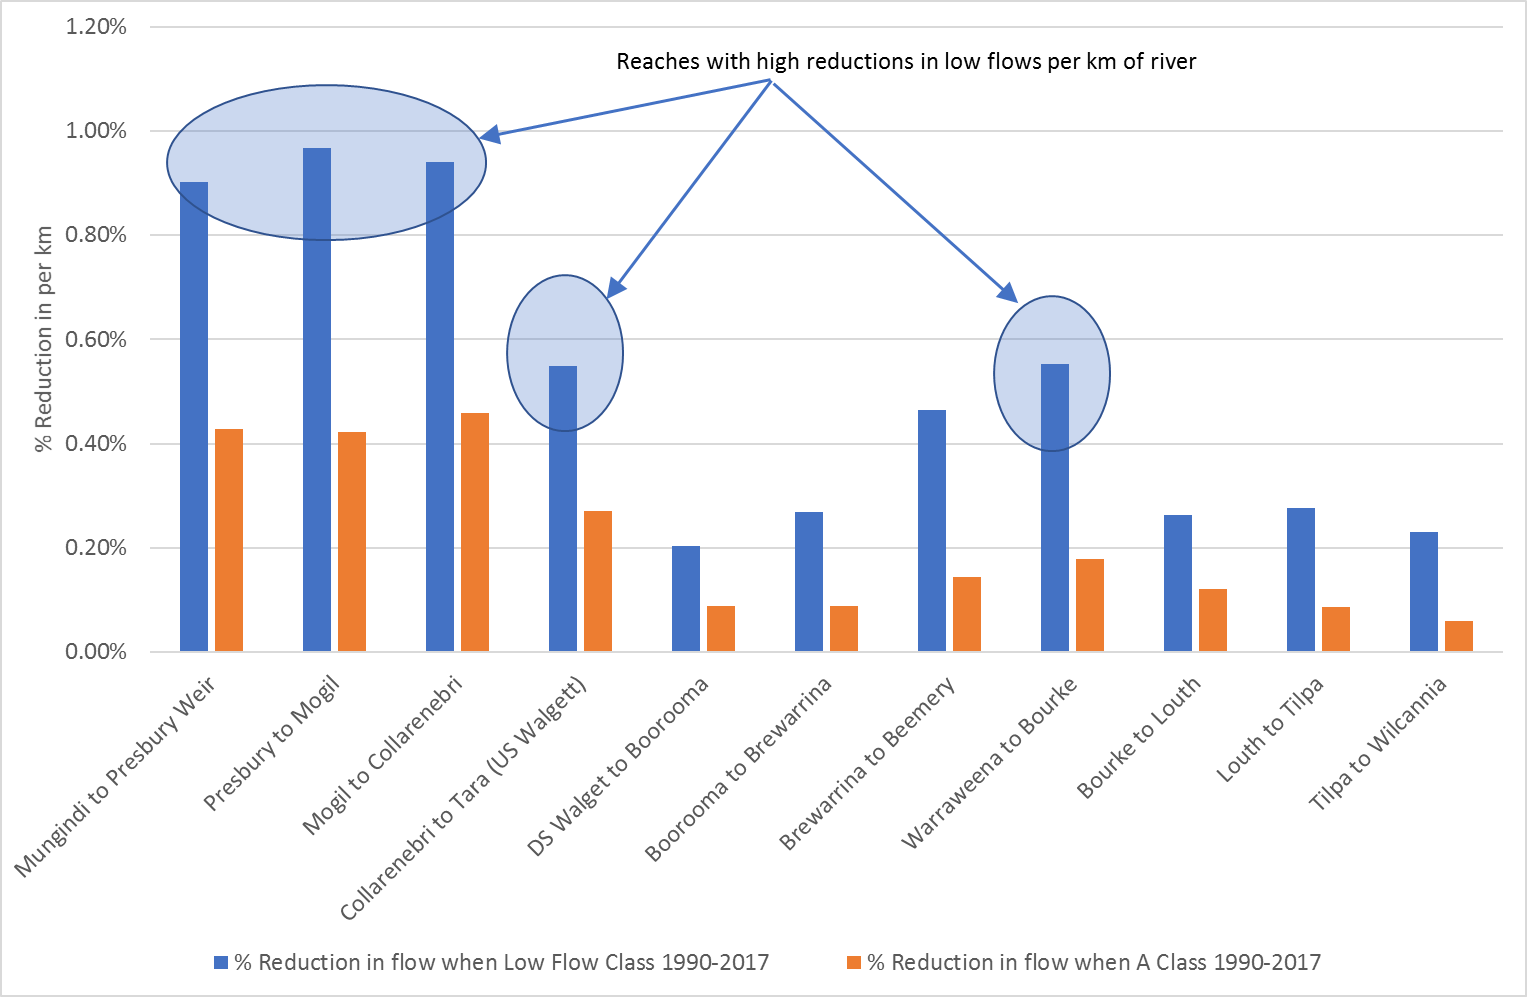 Reaches with high reductions in low flows per km of river
1.20%
1.00%
0.80%
0.60%
0.40%
0.20%
0.00%
% Reduction in per km
Mungindi to Presbury Weir
Presbury to Mogil
Mogil to Collarenebri
Collarenebri to Tara (US Walgett)
DS Walget to Boorooma
Boorooma to Brewarrina
Brewarrina to Beemery
Warraweena to Bourke
Bourke to Louth
Louth to Tilpa
Tilpa to Wilcannia
% Reduction in flow when Low Flow Class 1990-2017
% Reduction in flow when A Class 1990-2017